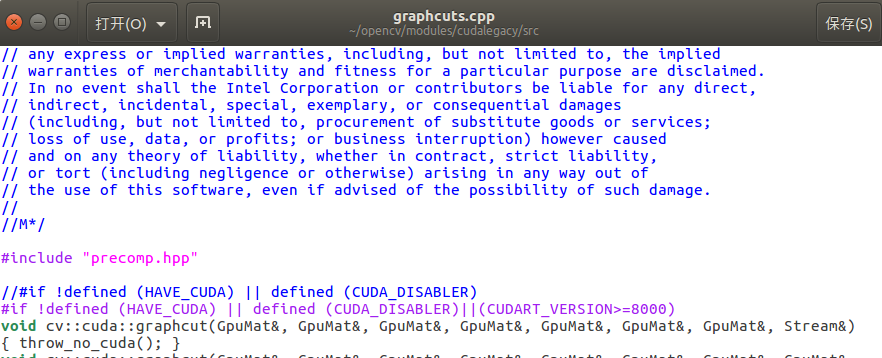 打开(O)
graphcuts.cpp
~/opencv/modules/cudalegacy/src
保存(S)
// any express or implied warranties, including, but not limited to, the implied
// warranties of merchantability and fitness for a particular purpose are disclaimed.
// In no event shall the Intel Corporation or contributors be liable for any direct,
// indirect, incidental, special, exemplary, or consequential damages
// (including, but not limited to, procurement of substitute goods or services;
// loss of use, data, or profits; or business interruption) however caused
// and on any theory of liability, whether in contract, strict liability,
// or tort (including negligence or otherwise) arising in any way out of
// the use of this software, even if advised of the possibility of such damage.
//
//M*/
#include "precomp.hpp"
//#if !defined (HAVE_CUDA) || defined (CUDA_DISABLER)
#if !defined (HAVE_CUDA) || defined (CUDA_DISABLER)||(CUDART_VERSION>=8000)
void cv::cuda::graphcut(GpuMat&, GpuMat&, GpuMat&, GpuMat&, GpuMat&, GpuMat&, GpuMat&, Stream&)
{ throw_no_cuda(); }